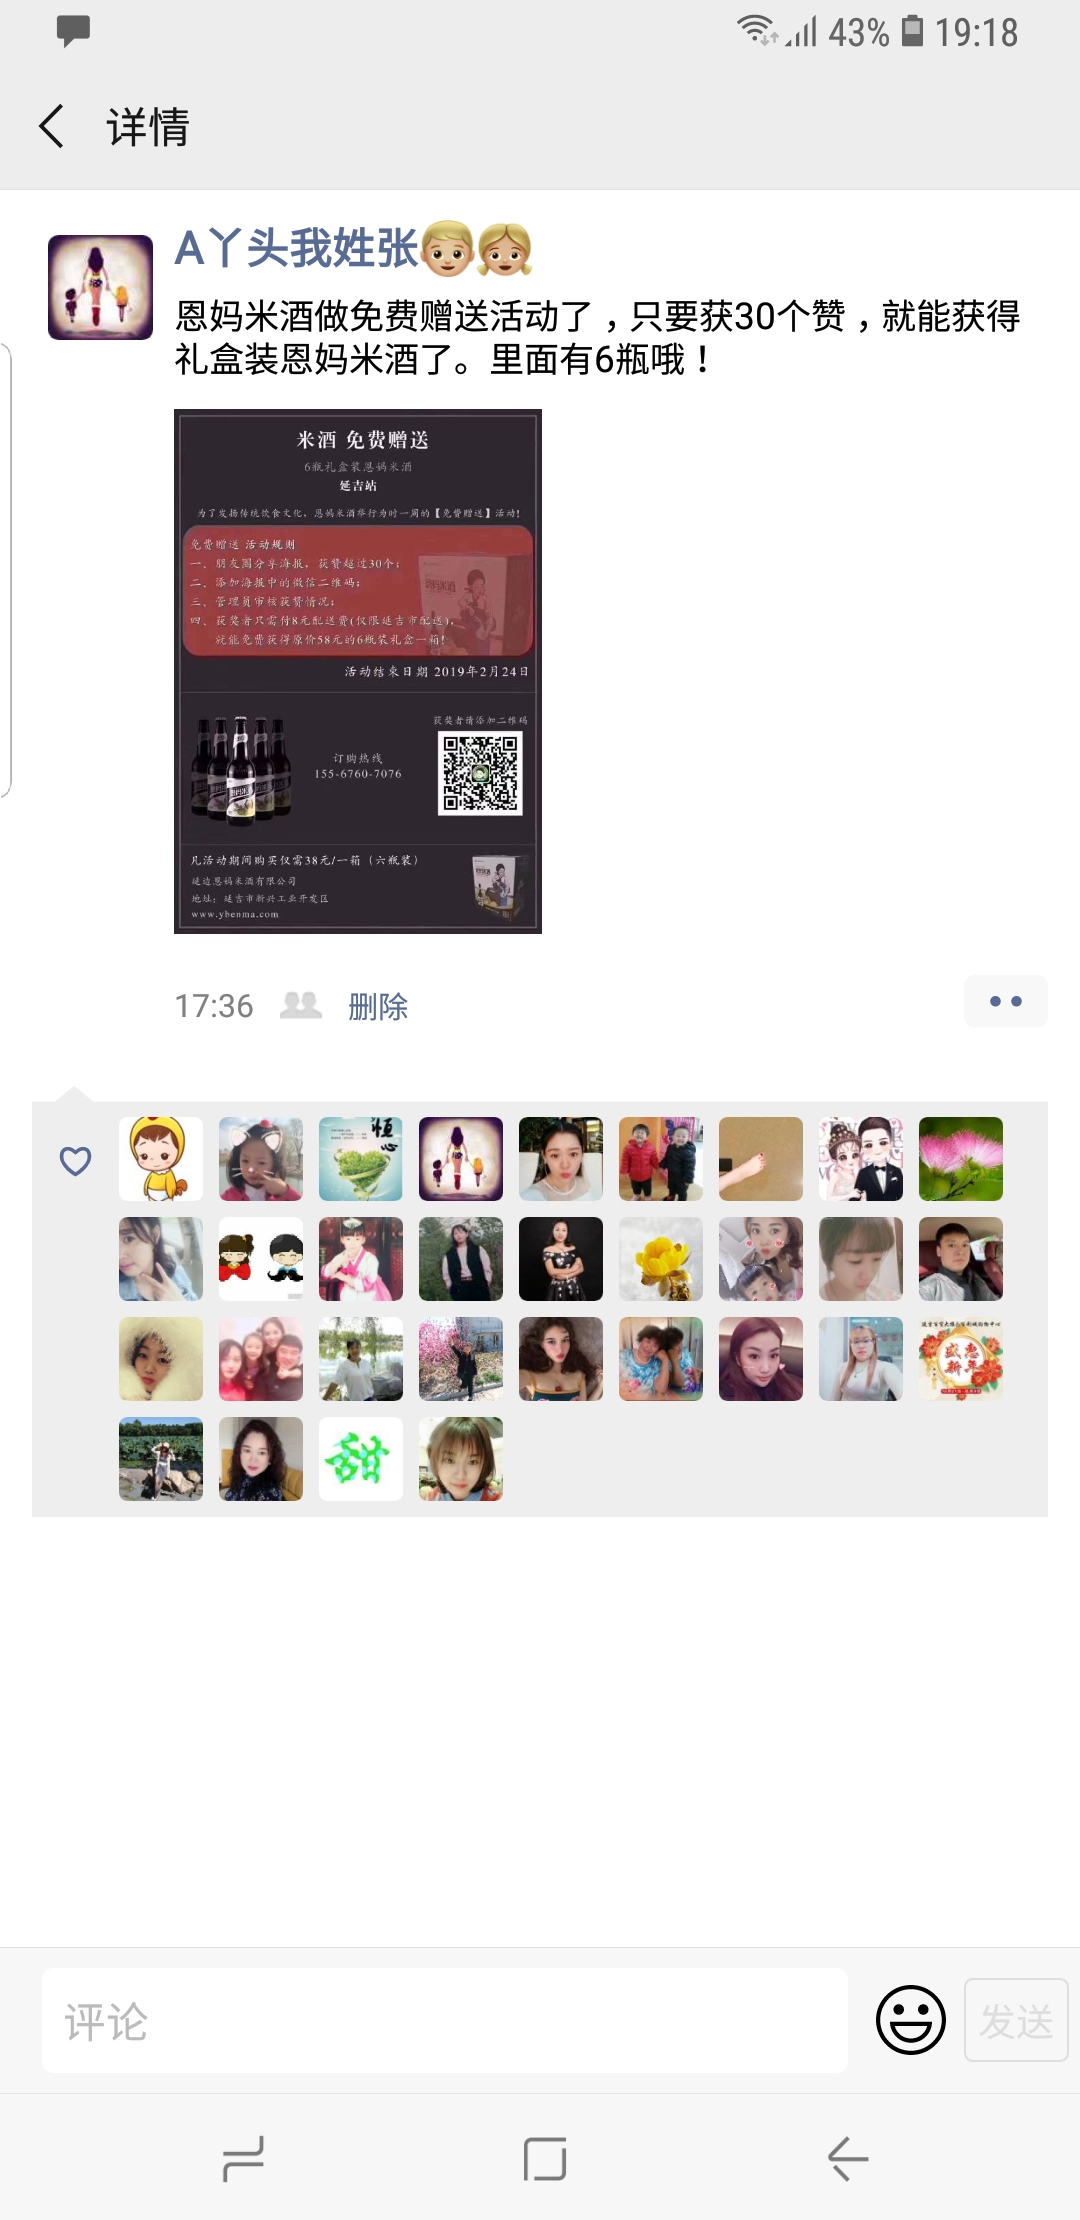 43% 19:18
详情
A丫头我姓张
恩妈米酒做免费赠送活动了，只要获30个赞，就能获得
礼盒装恩妈米酒了。里面有6瓶哦！
米酒 免费赠送
6瓶礼盒装恩妈米酒
延吉站
为了发扬传统饮食文化，恩妈米酒举行为时一周的【免费赠送】活动!
免费赠送 活动规则
一、朋友圈分享海报，获赞超过30个；
二、添加海报中的微信二维码；
三、管理员审核获赞情况；
四、获奖者只需付8元配送费(仅限延吉市配送)，
就能免费获得原价58元的6瓶装礼盒一箱!
活动结束日期 2019年2月24日
获奖者请添加二维码
订购热线
155-6760-7076
凡活动期间购买仅需38元/一箱（六瓶装）
延边恩妈米酒有限公司
地址：延吉市新兴工业开发区
www.ybenma.com
17:36 删除
恒
心
盛惠
新年
甜
评论
发送